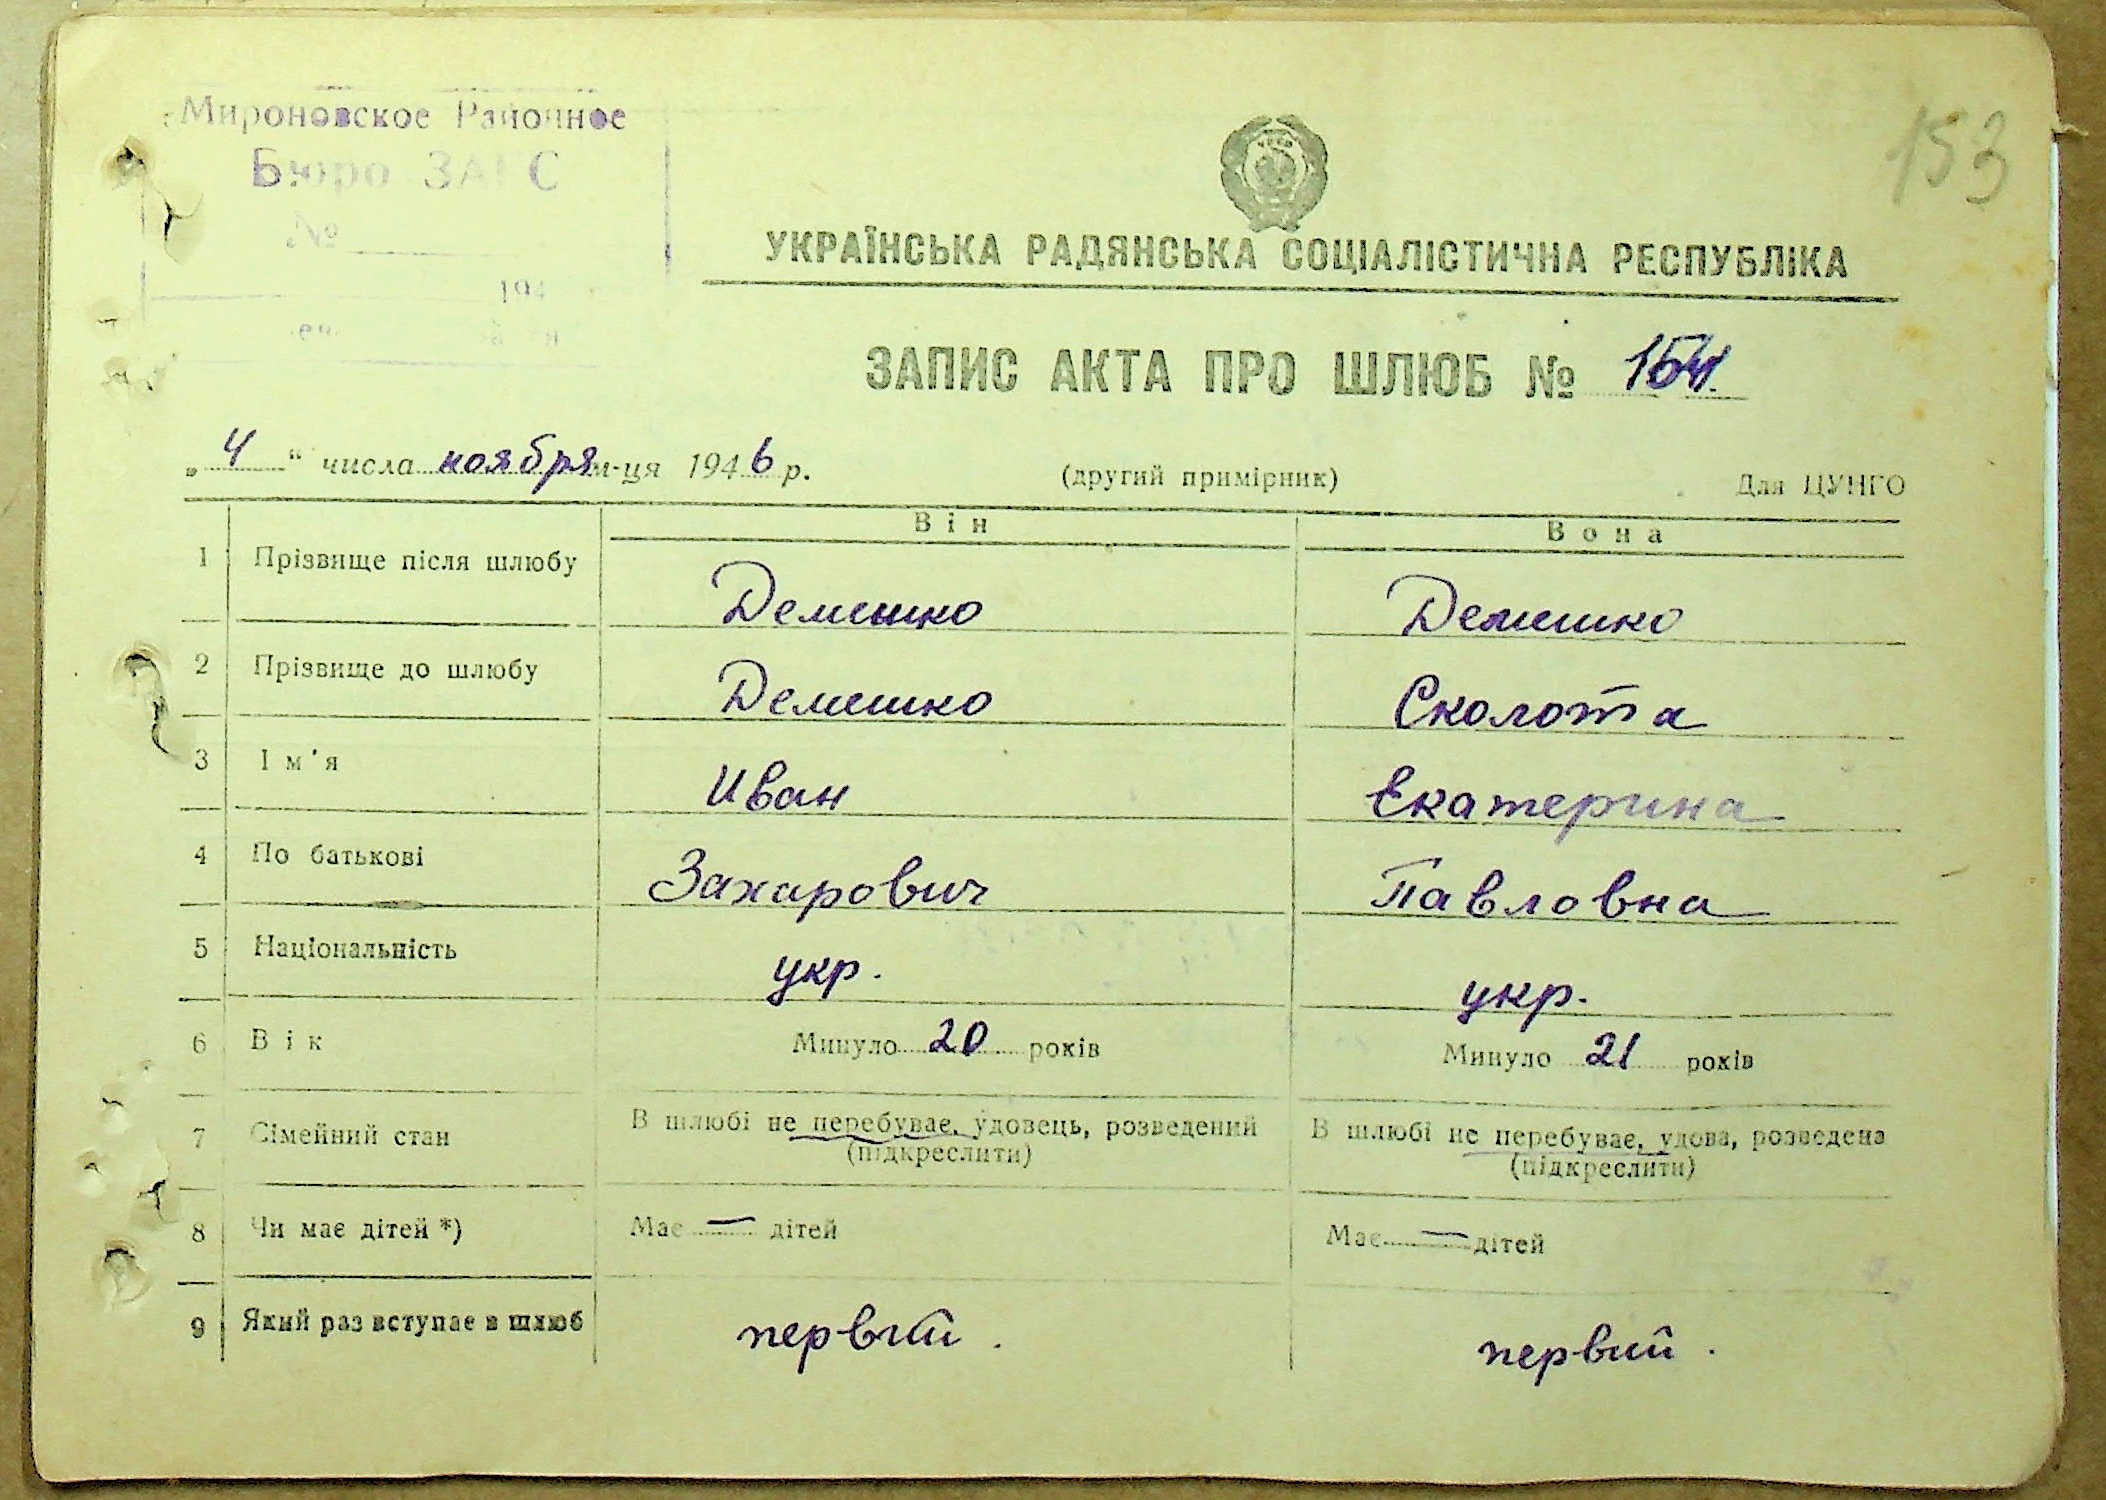 Мироновское Районное
Бюро ЗАГС
№
194
153
УКРАЇНСЬКА РАДЯНСЬКА СОЦІАЛІСТИЧНА РЕСПУБЛІКА
ЗАПИС АКТА ПРО ШЛЮБ № 154.
„ 4 “ числа ноября м-ця 1946 р. (другий примірник) Для ЦУНГО
Він Вона
1 Прізвище після шлюбу Демешко Демешко
2 Прізвище до шлюбу Демешко Сколота
3 Ім'я Иван Екатерина
4 По батькові Захарович Павловна
5 Національність укр. укр.
6 Вік Минуло 20 років Минуло 21 років
7 Сімейний стан В шлюбі не перебуває, удовець, розведений В шлюбі не перебуває, удова, розведена
(підкреслити) (підкреслити)
8 Чи має дітей *) Має — дітей Має — дітей
9 Який раз вступає в шлюб первый. первый.